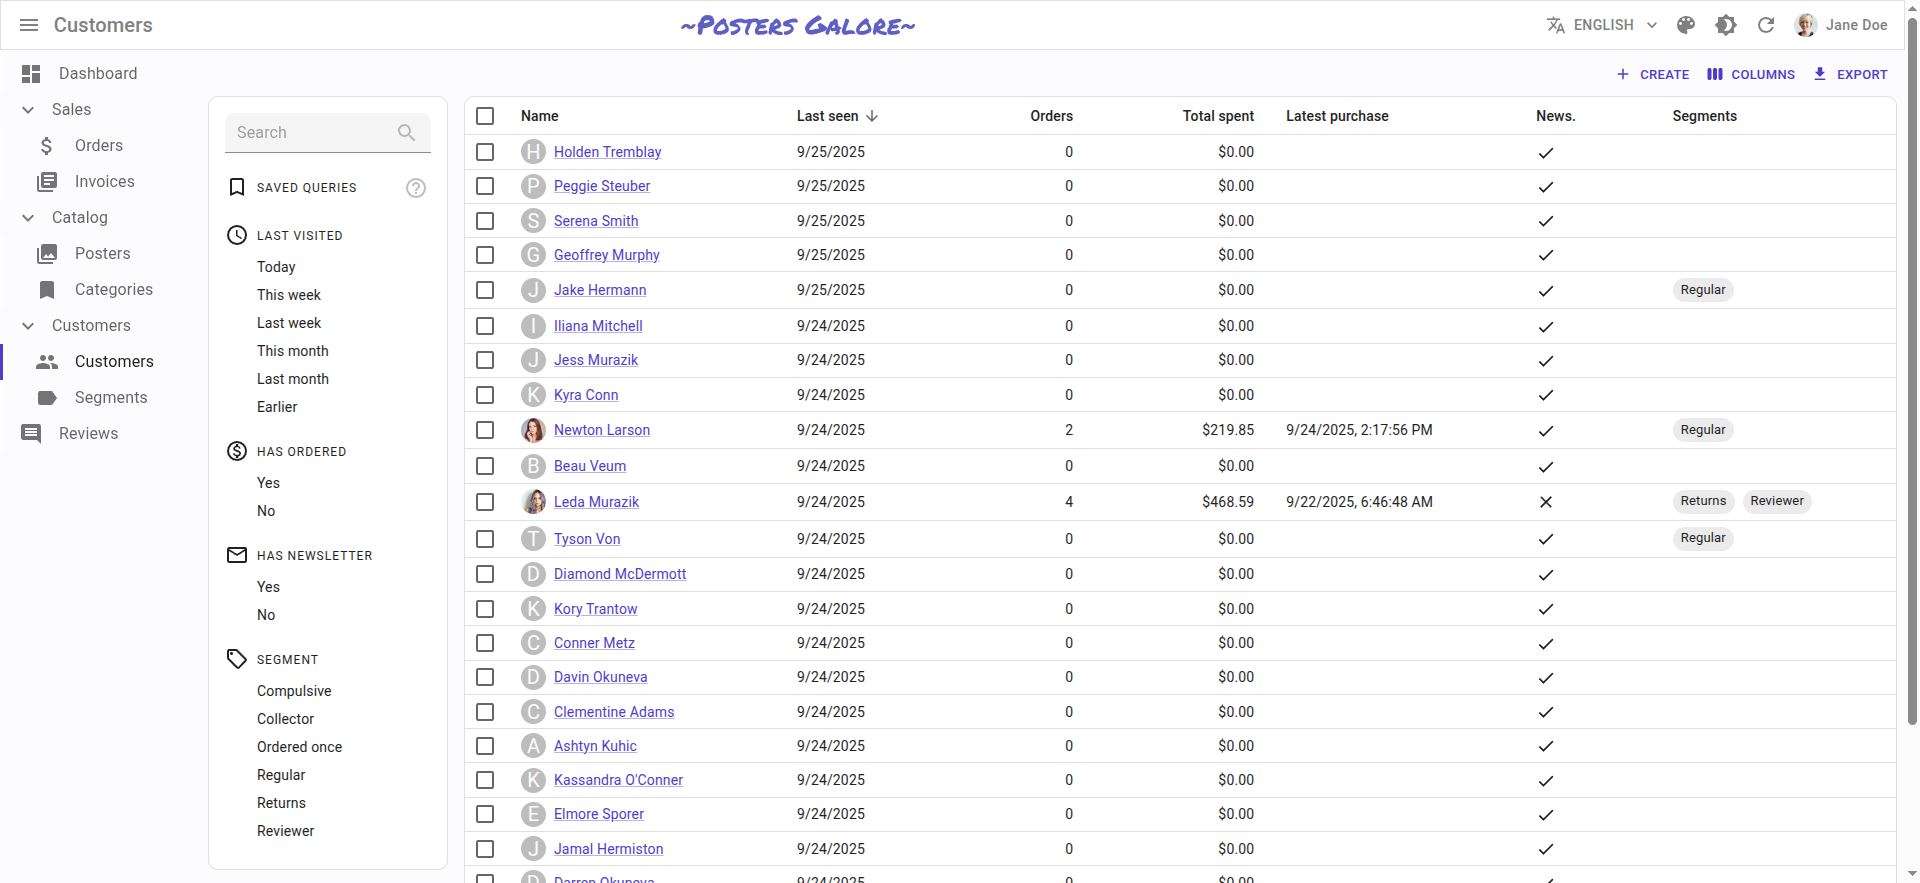 Customers
~Posters Galore~
ENGLISH
Jane Doe
Dashboard
Sales
Orders
Invoices
Catalog
Posters
Categories
Customers
Customers
Segments
Reviews
CREATE
COLUMNS
EXPORT
Search
SAVED QUERIES
LAST VISITED
Today
This week
Last week
This month
Last month
Earlier
HAS ORDERED
Yes
No
HAS NEWSLETTER
Yes
No
SEGMENT
Compulsive
Collector
Ordered once
Regular
Returns
Reviewer
Name Last seen Orders Total spent Latest purchase News. Segments
H Holden Tremblay 9/25/2025 0 $0.00
P Peggie Steuber 9/25/2025 0 $0.00
S Serena Smith 9/25/2025 0 $0.00
G Geoffrey Murphy 9/25/2025 0 $0.00
J Jake Hermann 9/25/2025 0 $0.00 Regular
I Iliana Mitchell 9/24/2025 0 $0.00
J Jess Murazik 9/24/2025 0 $0.00
K Kyra Conn 9/24/2025 0 $0.00
Newton Larson 9/24/2025 2 $219.85 9/24/2025, 2:17:56 PM Regular
B Beau Veum 9/24/2025 0 $0.00
Leda Murazik 9/24/2025 4 $468.59 9/22/2025, 6:46:48 AM Returns Reviewer
T Tyson Von 9/24/2025 0 $0.00 Regular
D Diamond McDermott 9/24/2025 0 $0.00
K Kory Trantow 9/24/2025 0 $0.00
C Conner Metz 9/24/2025 0 $0.00
D Davin Okuneva 9/24/2025 0 $0.00
C Clementine Adams 9/24/2025 0 $0.00
A Ashtyn Kuhic 9/24/2025 0 $0.00
K Kassandra O'Conner 9/24/2025 0 $0.00
E Elmore Sporer 9/24/2025 0 $0.00
J Jamal Hermiston 9/24/2025 0 $0.00
D Darren Okuneva 9/24/2025 0 $0.00